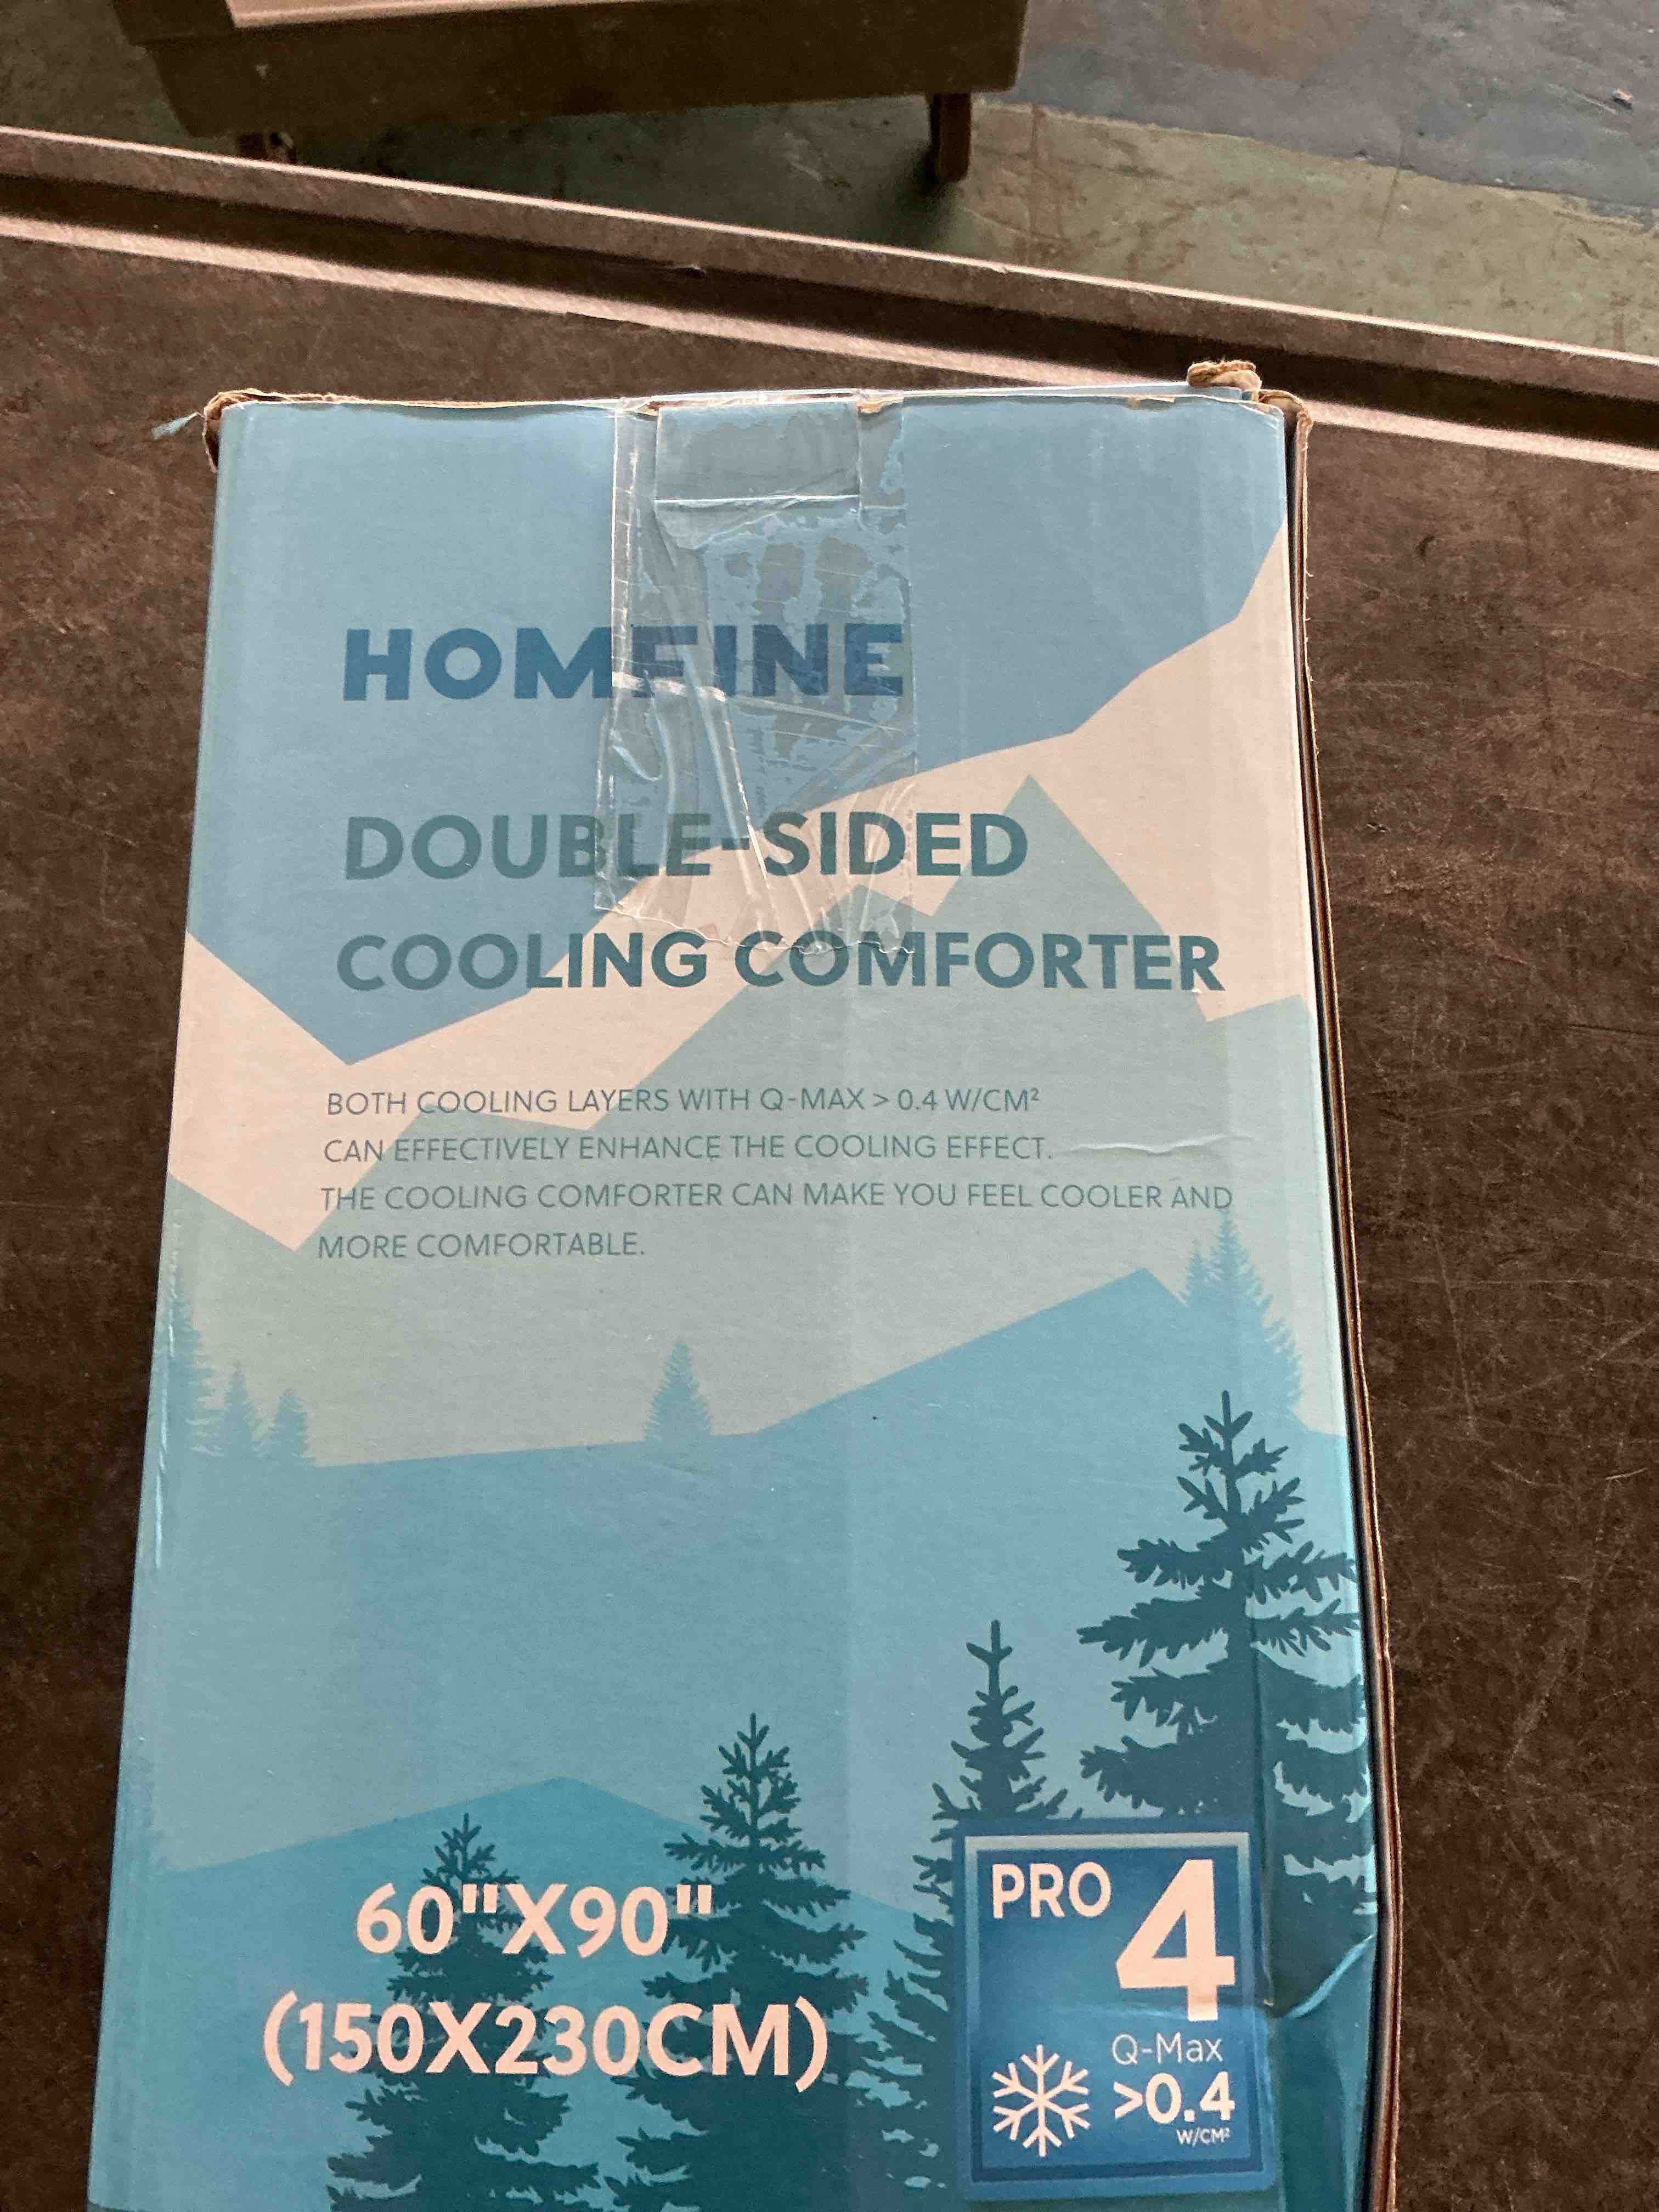 HOMFINE
DOUBLE-SIDED
COOLING COMFORTER
BOTH COOLING LAYERS WITH Q-MAX > 0.4 W/CM²
CAN EFFECTIVELY ENHANCE THE COOLING EFFECT.
THE COOLING COMFORTER CAN MAKE YOU FEEL COOLER AND
MORE COMFORTABLE.
60"X90"
(150X230CM)
PRO 4
Q-Max
>0.4
W/CM²